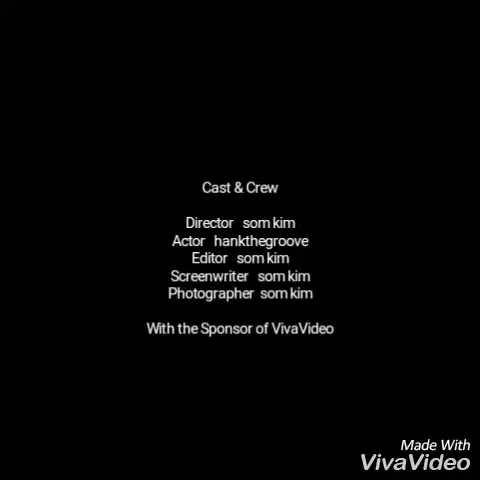 Cast & Crew
Director som kim
Actor hankthegroove
Editor som kim
Screenwriter som kim
Photographer som kim
With the Sponsor of VivaVideo
Made With
VivaVideo